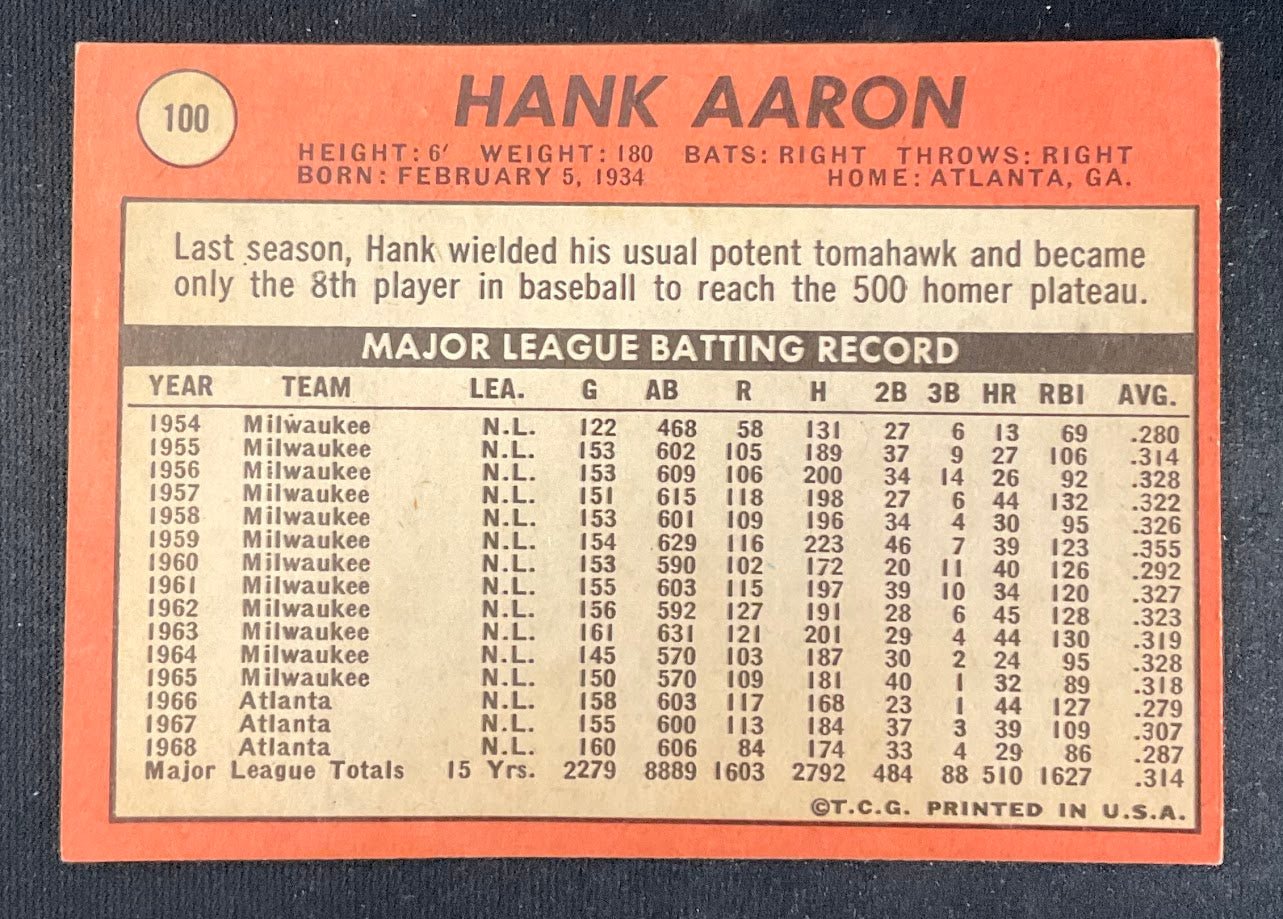 100
HANK AARON
HEIGHT: 6' WEIGHT: 180 BATS: RIGHT THROWS: RIGHT
BORN: FEBRUARY 5, 1934 HOME: ATLANTA, GA.
Last season, Hank wielded his usual potent tomahawk and became
only the 8th player in baseball to reach the 500 homer plateau.
MAJOR LEAGUE BATTING RECORD
YEAR TEAM LEA. G AB R H 2B 3B HR RBI AVG.
1954 Milwaukee N.L. 122 468 58 131 27 6 13 69 .280
1955 Milwaukee N.L. 153 602 105 189 37 9 27 106 .314
1956 Milwaukee N.L. 153 609 106 200 34 14 26 92 .328
1957 Milwaukee N.L. 151 615 118 198 27 6 44 132 .322
1958 Milwaukee N.L. 153 601 109 196 34 4 30 95 .326
1959 Milwaukee N.L. 154 629 116 223 46 7 39 123 .355
1960 Milwaukee N.L. 153 590 102 172 20 11 40 126 .292
1961 Milwaukee N.L. 155 603 115 197 39 10 34 120 .327
1962 Milwaukee N.L. 156 592 127 191 28 6 45 128 .323
1963 Milwaukee N.L. 161 631 121 201 29 4 44 130 .319
1964 Milwaukee N.L. 145 570 103 187 30 2 24 95 .328
1965 Milwaukee N.L. 150 570 109 181 40 1 32 89 .318
1966 Atlanta N.L. 158 603 117 168 23 1 44 127 .279
1967 Atlanta N.L. 155 600 113 184 37 3 39 109 .307
1968 Atlanta N.L. 160 606 84 174 33 4 29 86 .287
Major League Totals 15 Yrs. 2279 8889 1603 2792 484 88 510 1627 .314
©T.C.G. PRINTED IN U.S.A.